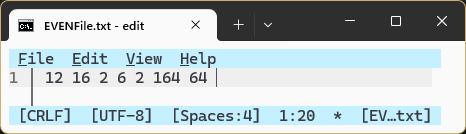 EVENFile.txt - edit
File Edit View Help
1 12 16 2 6 2 164 64
[CRLF] [UTF-8] [Spaces:4] 1:20 * [EV…txt]